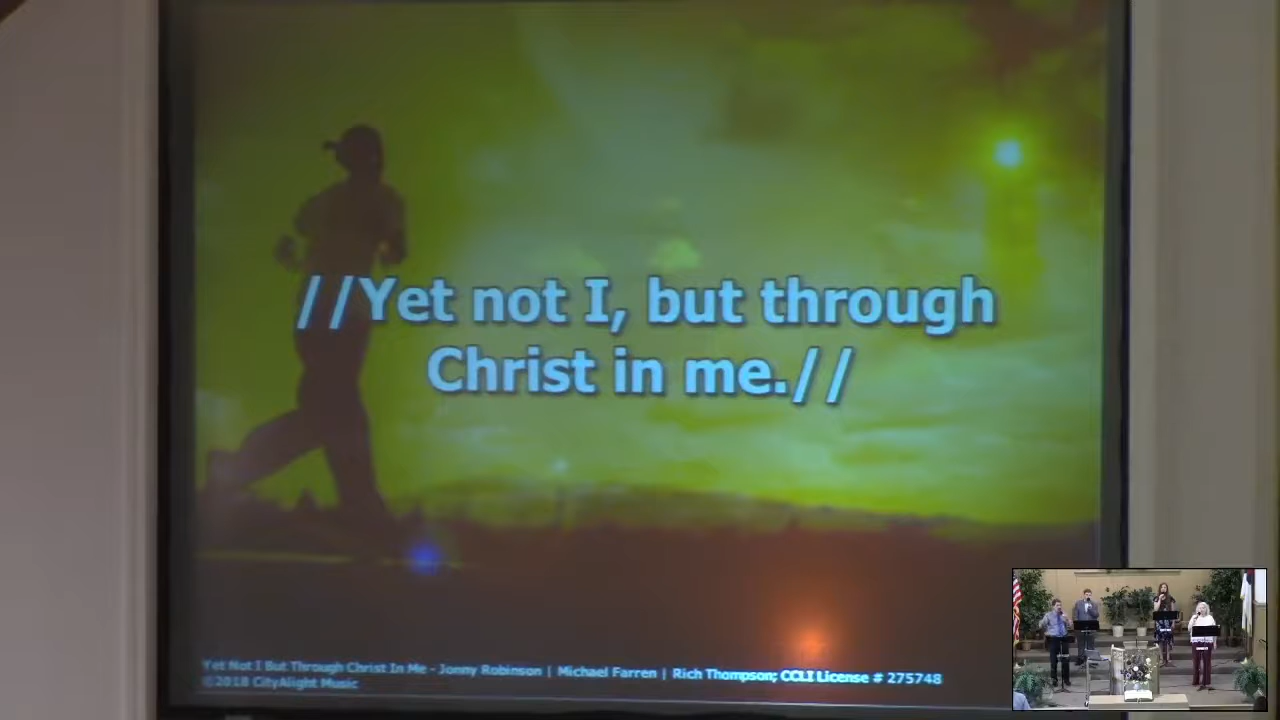 //Yet not I, but through
Christ in me.//
Yet Not I But Through Christ In Me - Jonny Robinson | Michael Farren | Rich Thompson; CCLI License # 275748
©2018 CityAlight Music